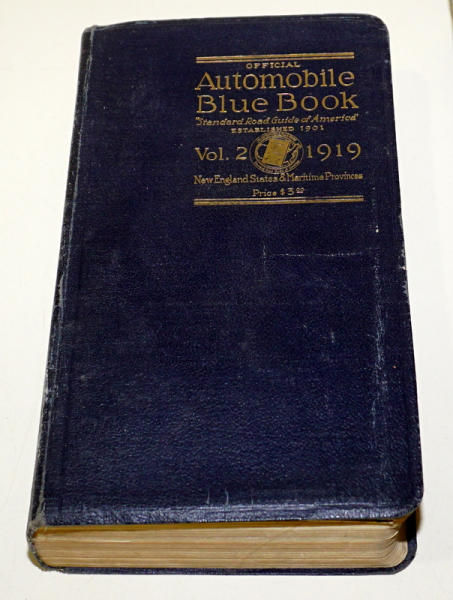 OFFICIAL
Automobile
Blue Book
"Standard Road Guide of America"
ESTABLISHED 1901
Vol. 2 1919
New England States & Maritime Provinces
Price $3.00